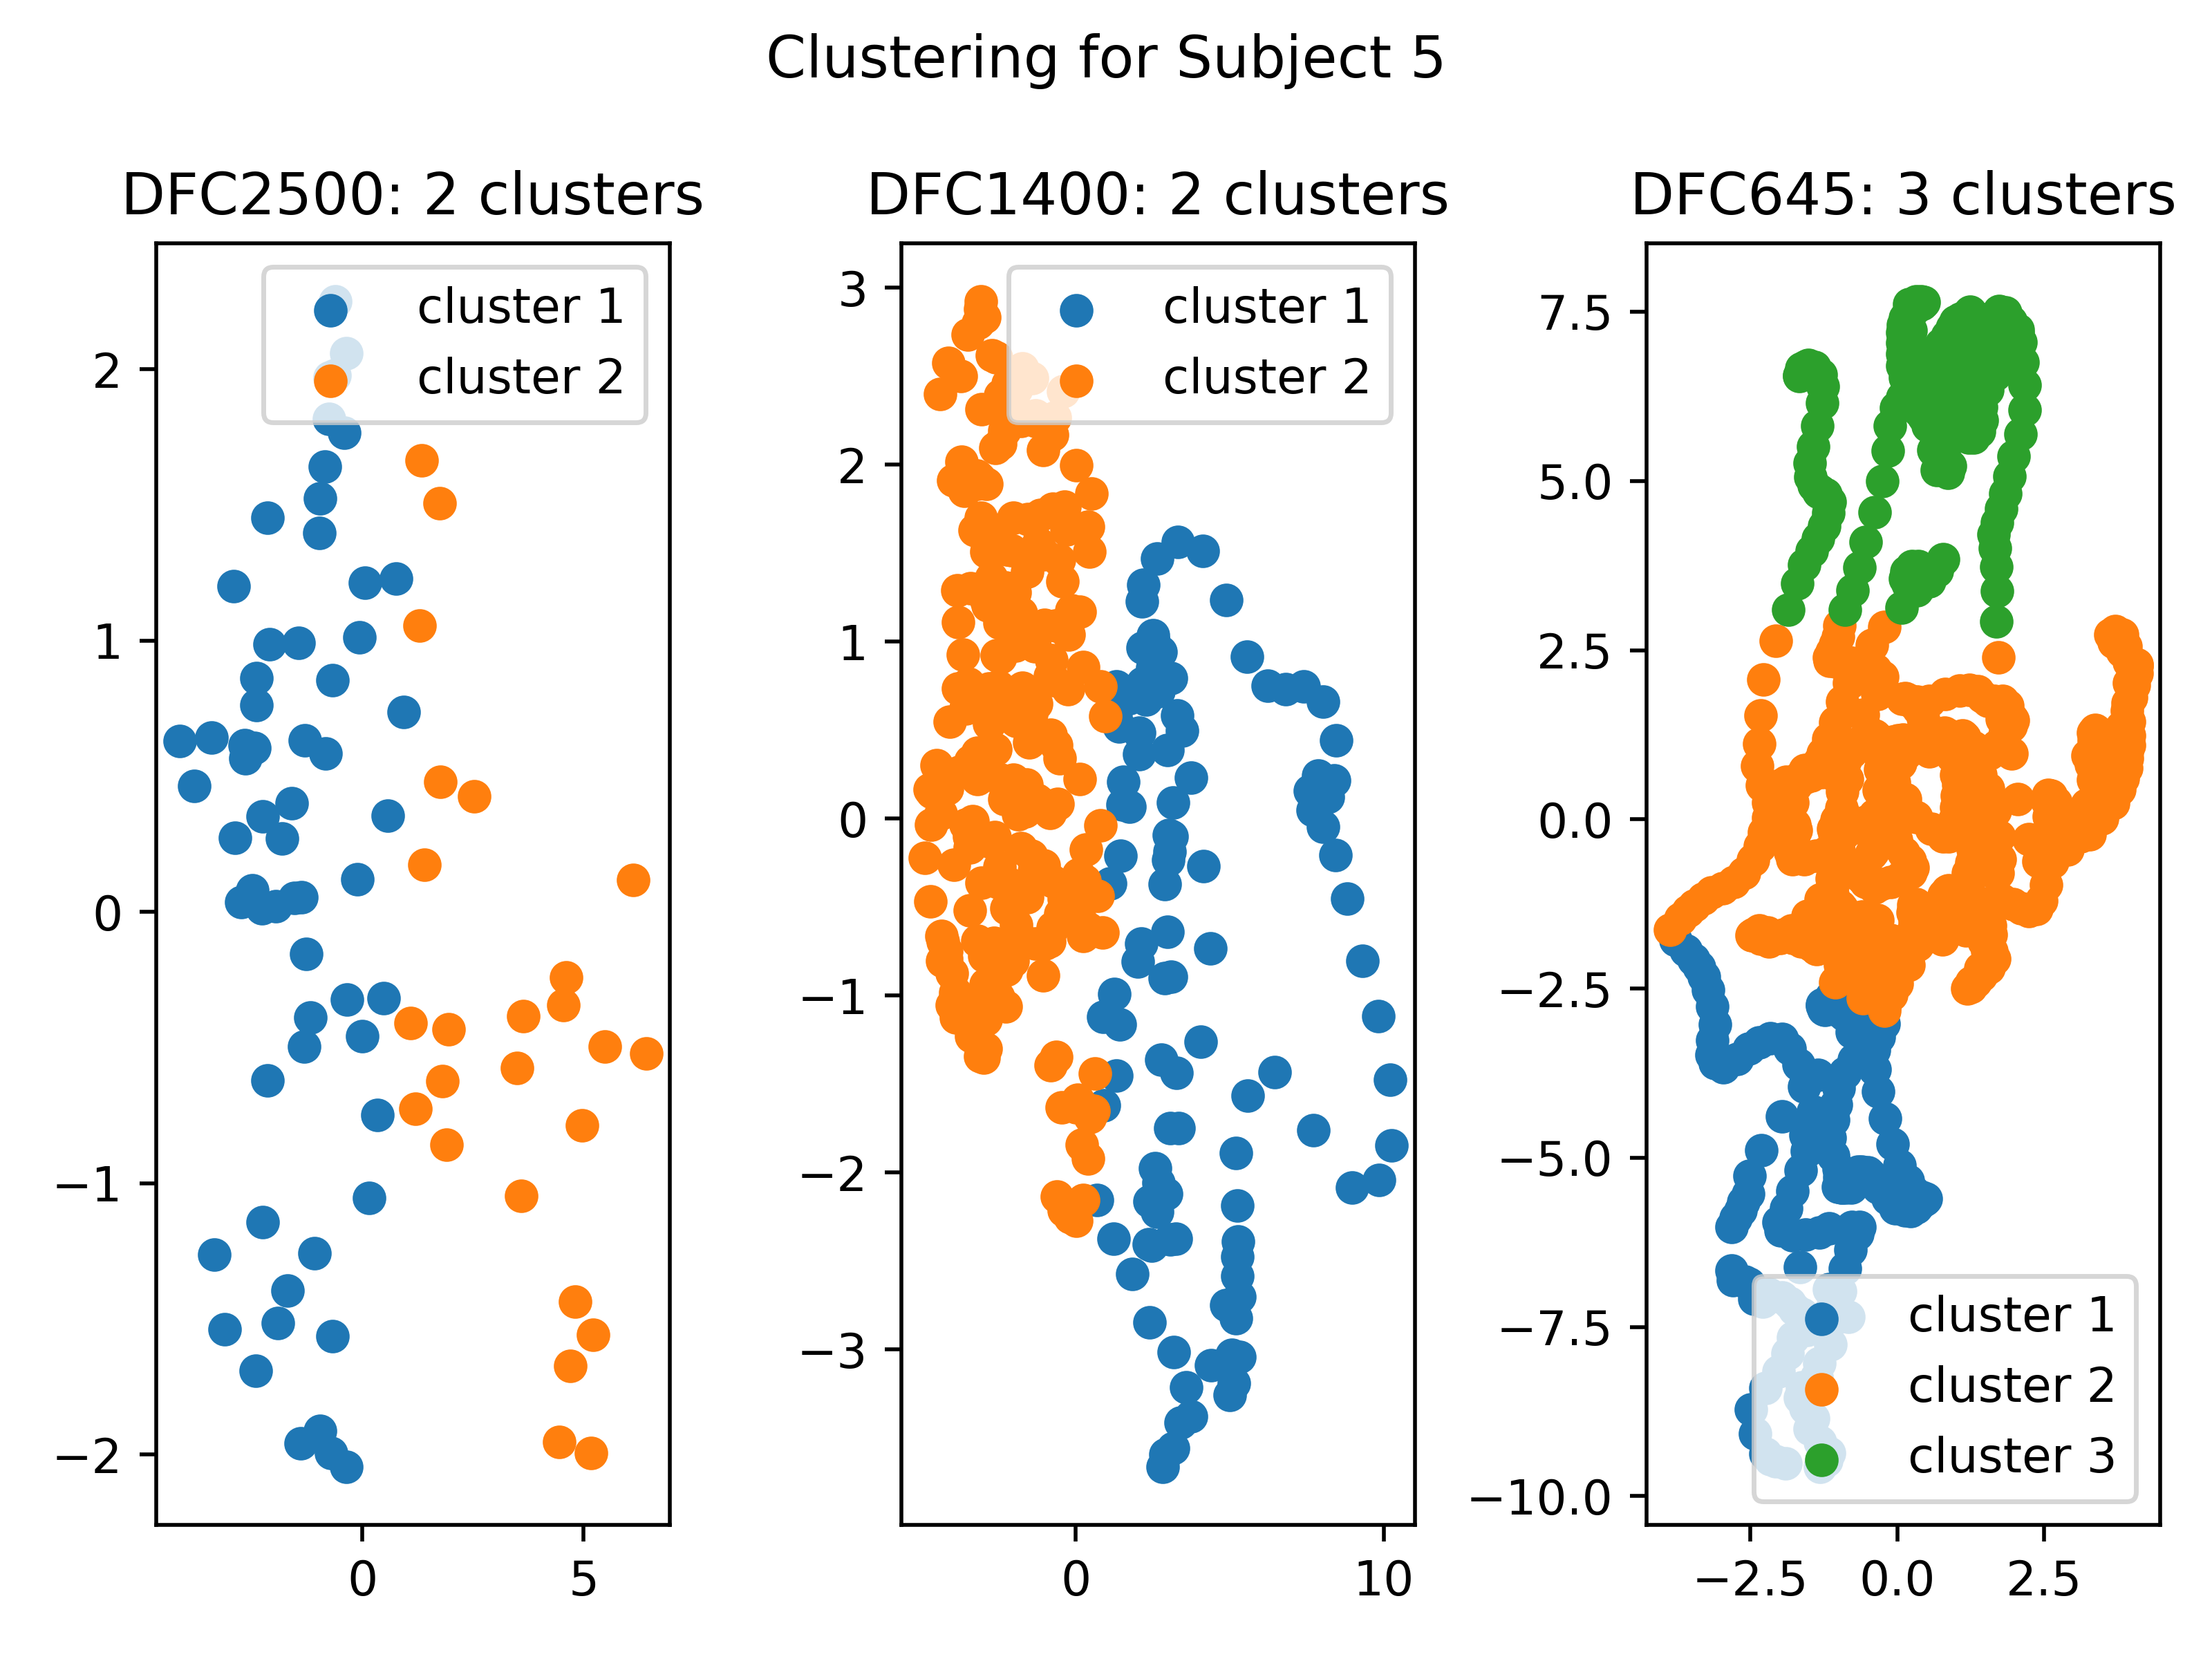 Clustering for Subject 5
DFC2500: 2 clusters
2
1
0
−1
−2
0
5
cluster 1
cluster 2
DFC1400: 2 clusters
3
2
1
0
−1
−2
−3
0
10
cluster 1
cluster 2
DFC645: 3 clusters
7.5
5.0
2.5
0.0
−2.5
−5.0
−7.5
−10.0
−2.5
0.0
2.5
cluster 1
cluster 2
cluster 3